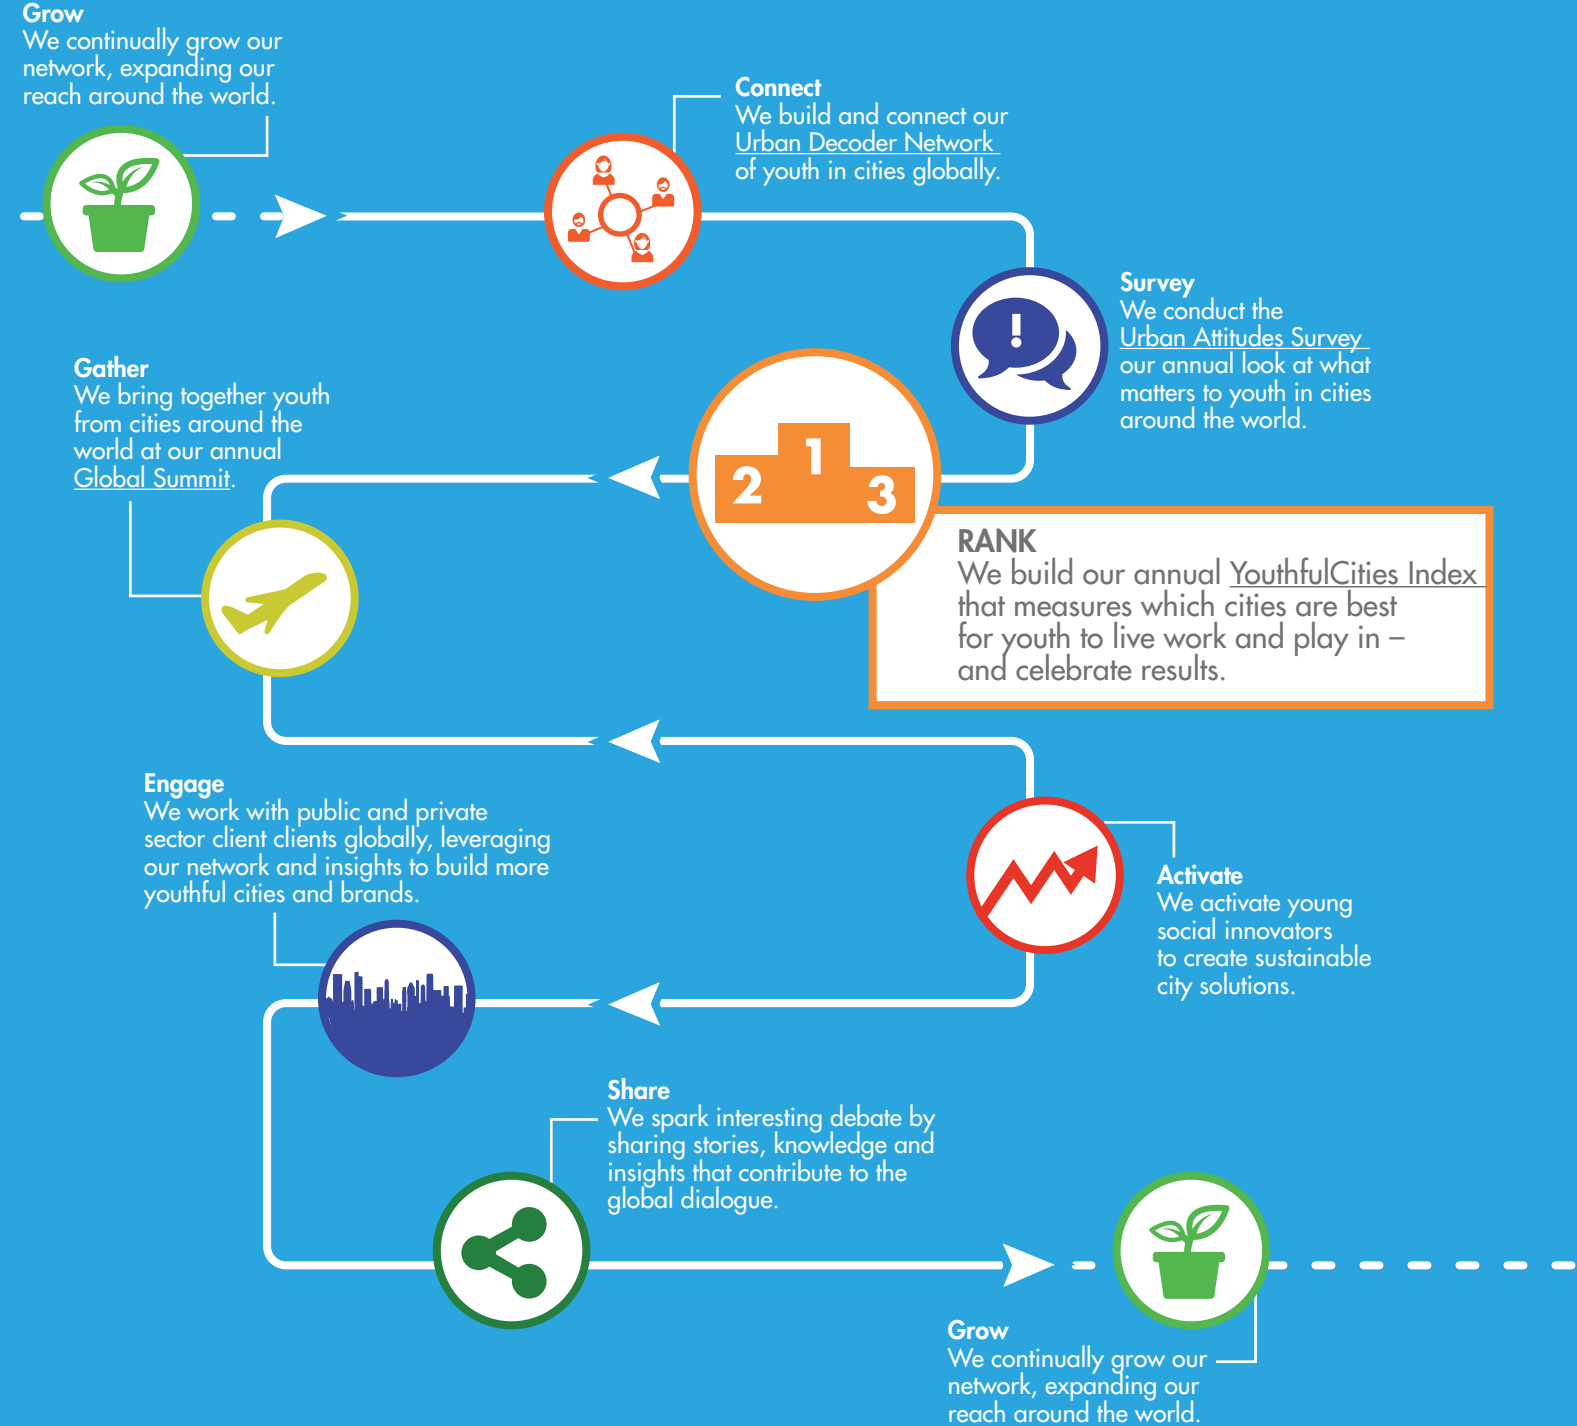 Grow
We continually grow our
network, expanding our
reach around the world.
Connect
We build and connect our
Urban Decoder Network
of youth in cities globally.
Survey
We conduct the
Urban Attitudes Survey
our annual look at what
matters to youth in cities
around the world.
2
1
3
RANK
We build our annual YouthfulCities Index
that measures which cities are best
for youth to live work and play in –
and celebrate results.
Gather
We bring together youth
from cities around the
world at our annual
Global Summit.
Activate
We activate young
social innovators
to create sustainable
city solutions.
Engage
We work with public and private
sector client clients globally, leveraging
our network and insights to build more
youthful cities and brands.
Share
We spark interesting debate by
sharing stories, knowledge and
insights that contribute to the
global dialogue.
Grow
We continually grow our
network, expanding our
reach around the world.